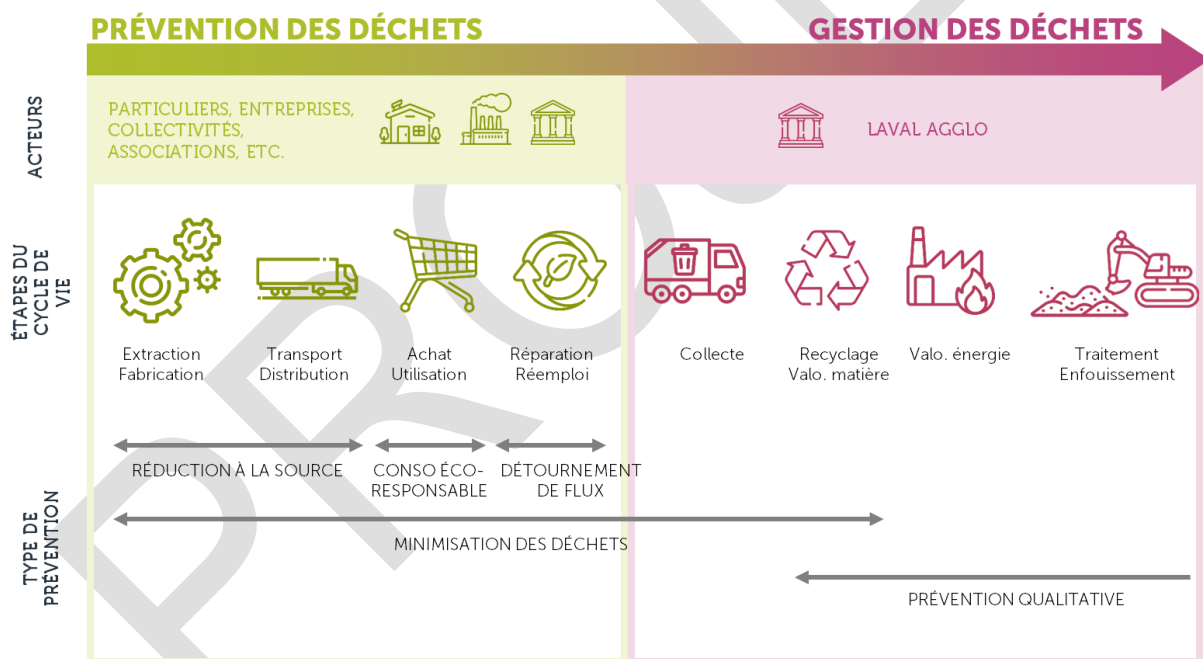 PRÉVENTION DES DÉCHETS
GESTION DES DÉCHETS
ACTEURS
PARTICULIERS, ENTREPRISES,
COLLECTIVITÉS,
ASSOCIATIONS, ETC.
LAVAL AGGLO
ÉTAPES DU
CYCLE DE
VIE
Extraction
Fabrication
Transport
Distribution
Achat
Utilisation
Réparation
Réemploi
Collecte
Recyclage
Valo. matière
Valo. énergie
Traitement
Enfouissement
TYPE DE
PRÉVENTION
RÉDUCTION À LA SOURCE
CONSO ÉCO-
RESPONSABLE
DÉTOURNEMENT
DE FLUX
MINIMISATION DES DÉCHETS
PRÉVENTION QUALITATIVE